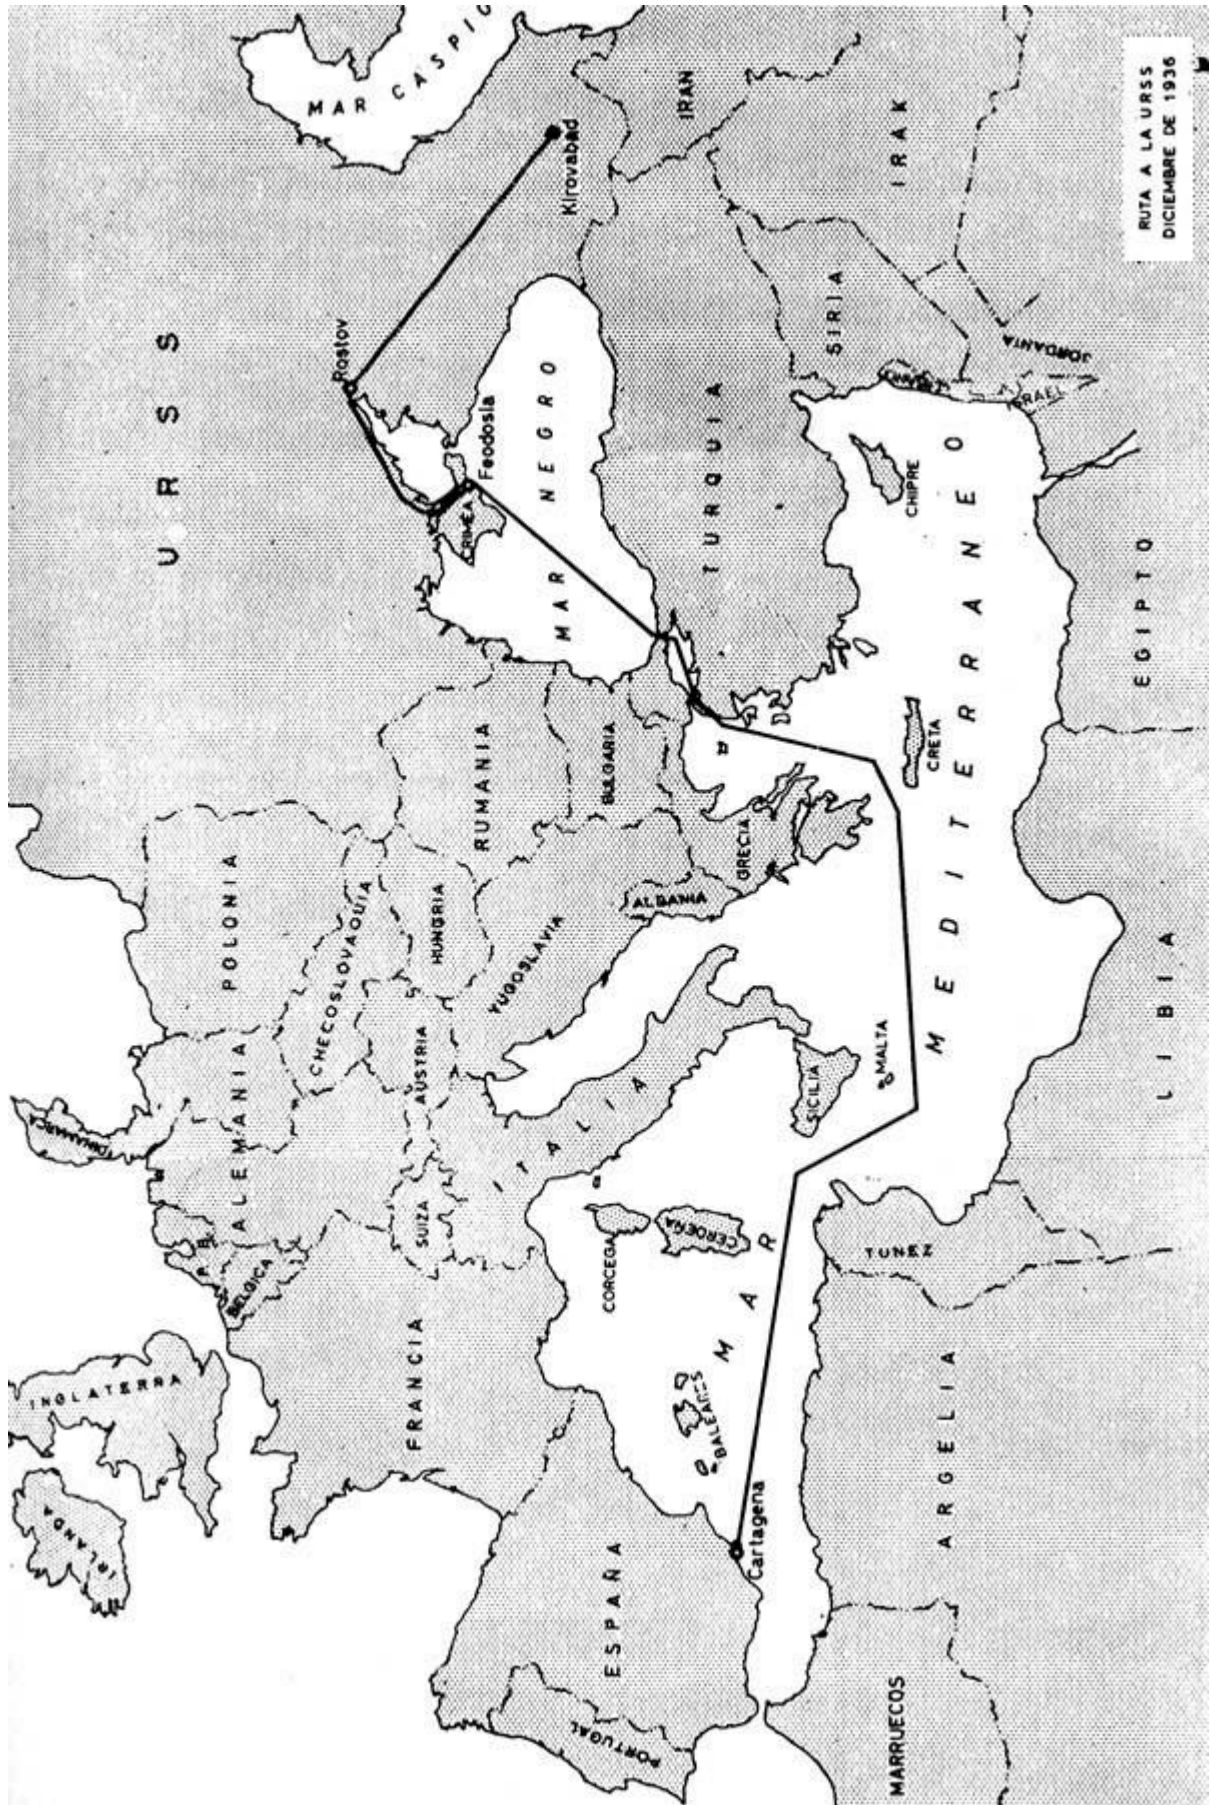 RUTA A LA URSS
DICIEMBRE DE 1936
IRLANDA
INGLATERRA
DINAMARCA
BELGICA
ALEMANIA
POLONIA
U R S S
CHECOSLOVAQUIA
FRANCIA
SUIZA
AUSTRIA
HUNGRIA
RUMANIA
CRIMEA
Rostov
Feodosia
MAR CASPIO
Kirovabad
MAR NEGRO
PORTUGAL
ESPAÑA
Cartagena
BALEARES
CORCEGA
CERDEÑA
ITALIA
SICILIA
MALTA
YUGOSLAVIA
ALBANIA
GRECIA
BULGARIA
CRETA
TURQUIA
CHIPRE
SIRIA
IRAN
IRAK
ISRAEL
JORDANIA
MAR MEDITERRANEO
MARRUECOS
ARGELIA
TUNEZ
LIBIA
EGIPTO